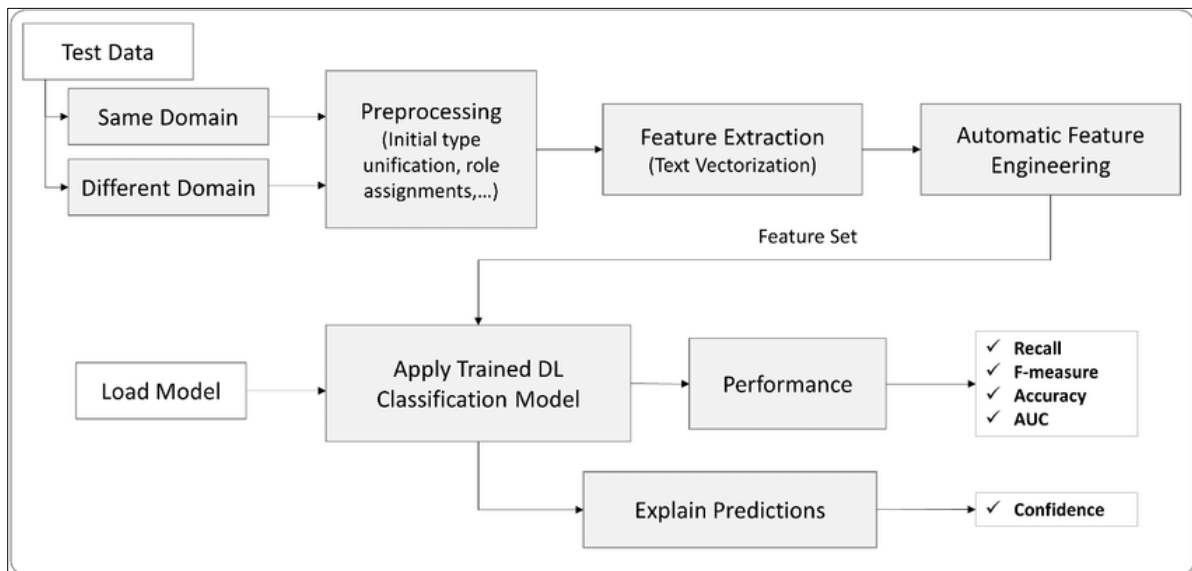 Test Data
Same Domain
Different Domain
Preprocessing
(Initial type
unification, role
assignments,...)
Feature Extraction
(Text Vectorization)
Automatic Feature
Engineering
Feature Set
Load Model
Apply Trained DL
Classification Model
Performance
✓ Recall
✓ F-measure
✓ Accuracy
✓ AUC
Explain Predictions
✓ Confidence